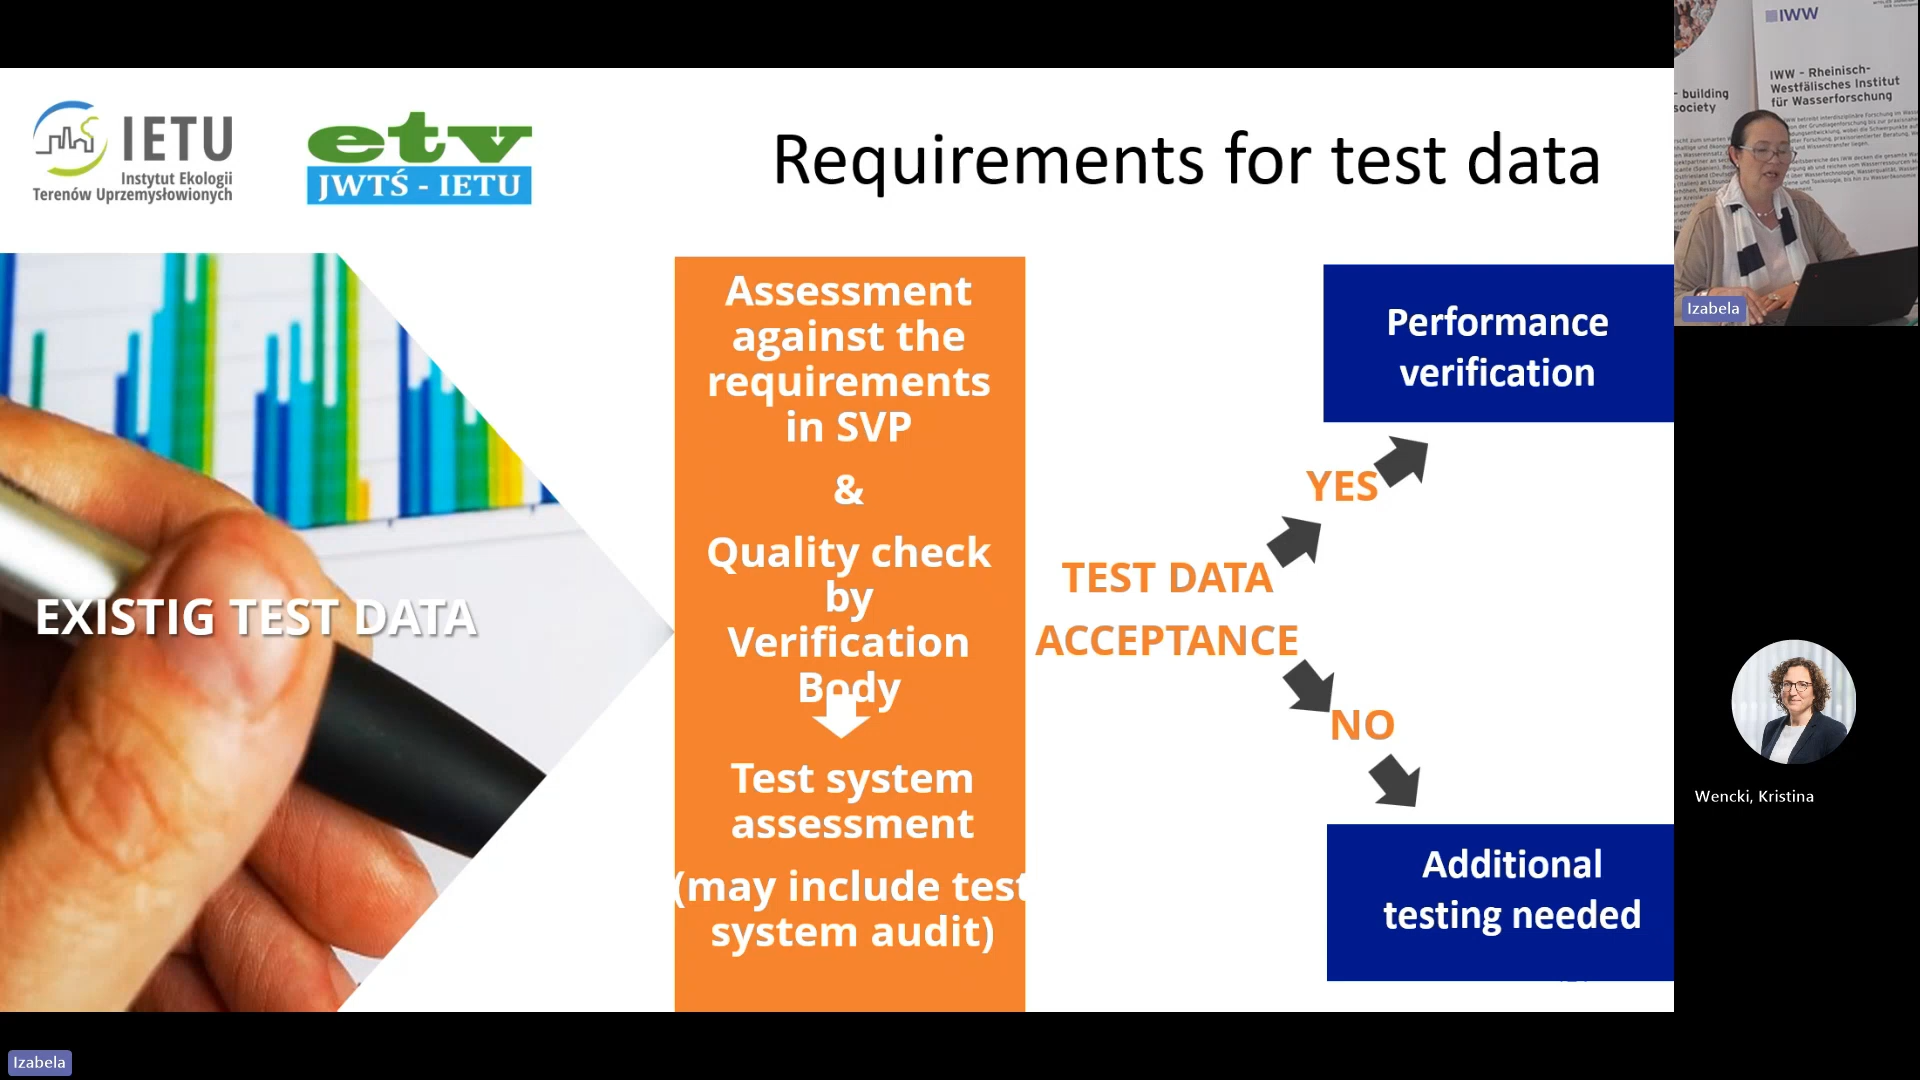 IETU
Instytut Ekologii
Terenów Uprzemysłowionych
etv
JWTŚ - IETU
Requirements for test data
EXISTIG TEST DATA
Assessment
against the
requirements
in SVP
&
Quality check
by
Verification
Body
Test system
assessment
(may include test
system audit)
TEST DATA
ACCEPTANCE
YES
NO
Performance
verification
Additional
testing needed
IWW
IWW - Rheinisch-
Westfälisches Institut
für Wasserforschung
- building
society
Izabela
Wencki, Kristina
Izabela